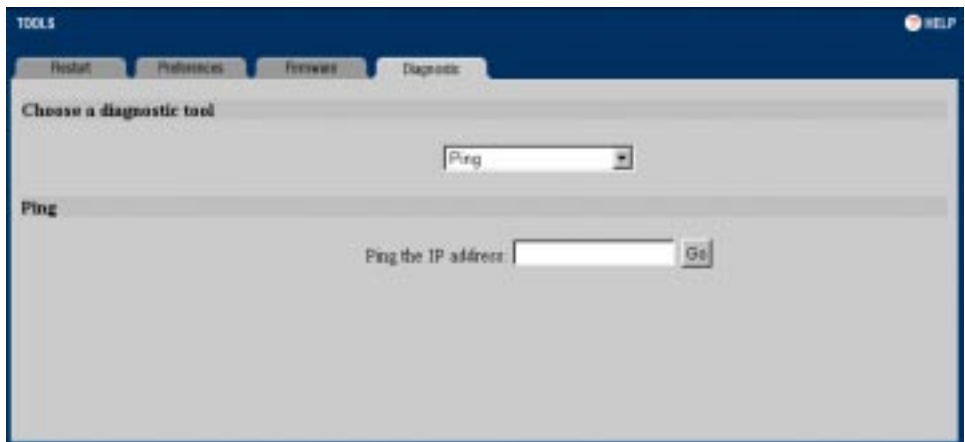 TOOLS
HELP
Restart Preferences Firmware Diagnostic
Choose a diagnostic tool
Ping
Ping
Ping the IP address: Go